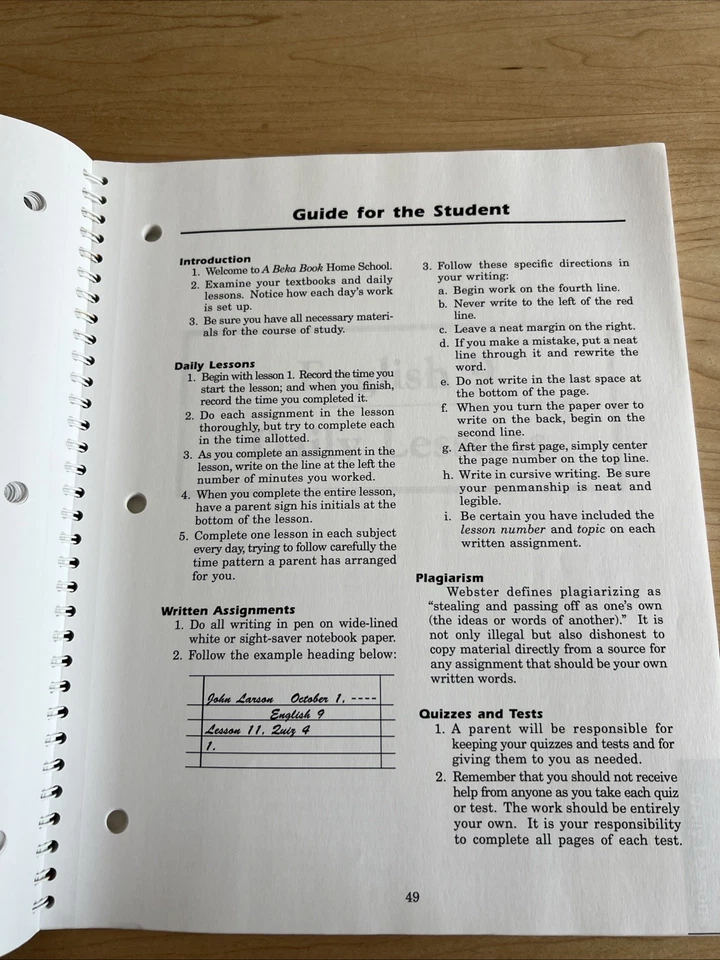 Guide for the Student
Introduction
1. Welcome to A Beka Book Home School.
2. Examine your textbooks and daily
lessons. Notice how each day's work
is set up.
3. Be sure you have all necessary materi-
als for the course of study.
Daily Lessons
1. Begin with lesson 1. Record the time you
start the lesson; and when you finish,
record the time you completed it.
2. Do each assignment in the lesson
thoroughly, but try to complete each
in the time allotted.
3. As you complete an assignment in the
lesson, write on the line at the left the
number of minutes you worked.
4. When you complete the entire lesson,
have a parent sign his initials at the
bottom of the lesson.
5. Complete one lesson in each subject
every day, trying to follow carefully the
time pattern a parent has arranged
for you.
Written Assignments
1. Do all writing in pen on wide-lined
white or sight-saver notebook paper.
2. Follow the example heading below:
John Larson October 1, ----
English 9
Lesson 11, Quiz 4
1.
3. Follow these specific directions in
your writing:
a. Begin work on the fourth line.
b. Never write to the left of the red
line.
c. Leave a neat margin on the right.
d. If you make a mistake, put a neat
line through it and rewrite the
word.
e. Do not write in the last space at
the bottom of the page.
f. When you turn the paper over to
write on the back, begin on the
second line.
g. After the first page, simply center
the page number on the top line.
h. Write in cursive writing. Be sure
your penmanship is neat and
legible.
i. Be certain you have included the
lesson number and topic on each
written assignment.
Plagiarism
Webster defines plagiarizing as
"stealing and passing off as one's own
(the ideas or words of another)." It is
not only illegal but also dishonest to
copy material directly from a source for
any assignment that should be your own
written words.
Quizzes and Tests
1. A parent will be responsible for
keeping your quizzes and tests and for
giving them to you as needed.
2. Remember that you should not receive
help from anyone as you take each quiz
or test. The work should be entirely
your own. It is your responsibility
to complete all pages of each test.
49